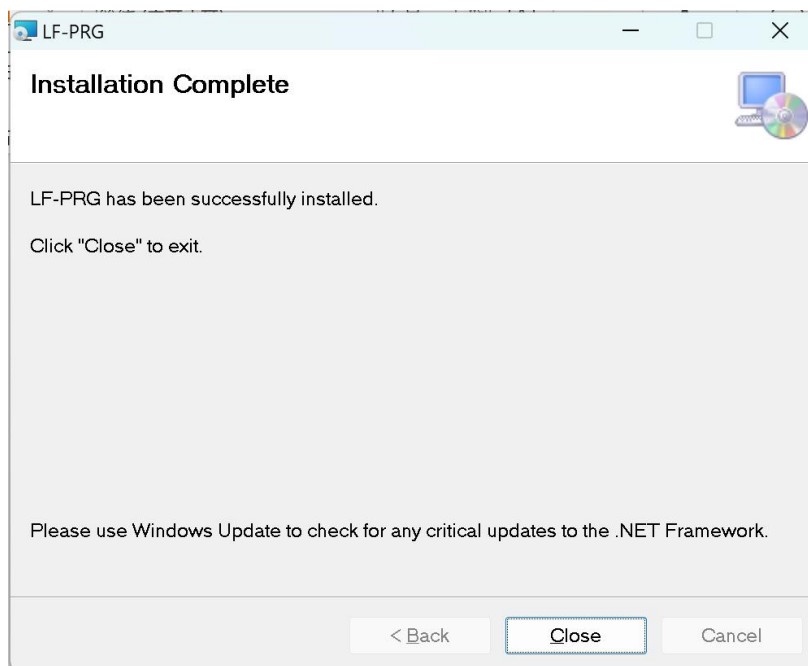 LF-PRG
Installation Complete
LF-PRG has been successfully installed.
Click "Close" to exit.
Please use Windows Update to check for any critical updates to the .NET Framework.
< Back
Close
Cancel